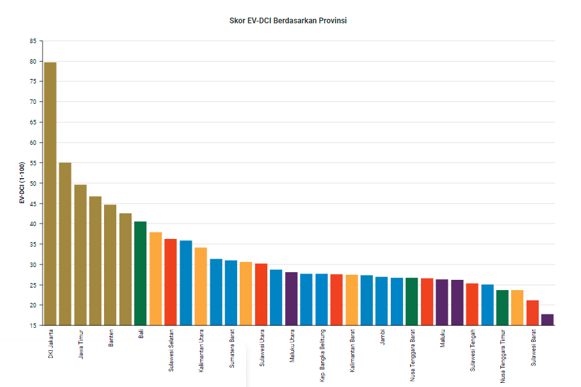 Skor EV-DCI Berdasarkan Provinsi
EV-DCI (1-100)
85
80
75
70
65
60
55
50
45
40
35
30
25
20
15
DKI Jakarta
Jawa Timur
Banten
Bali
Sulawesi Selatan
Kalimantan Utara
Sumatera Barat
Sulawesi Utara
Maluku Utara
Kep. Bangka Belitung
Kalimantan Barat
Jambi
Nusa Tenggara Barat
Maluku
Sulawesi Tengah
Nusa Tenggara Timur
Sulawesi Barat